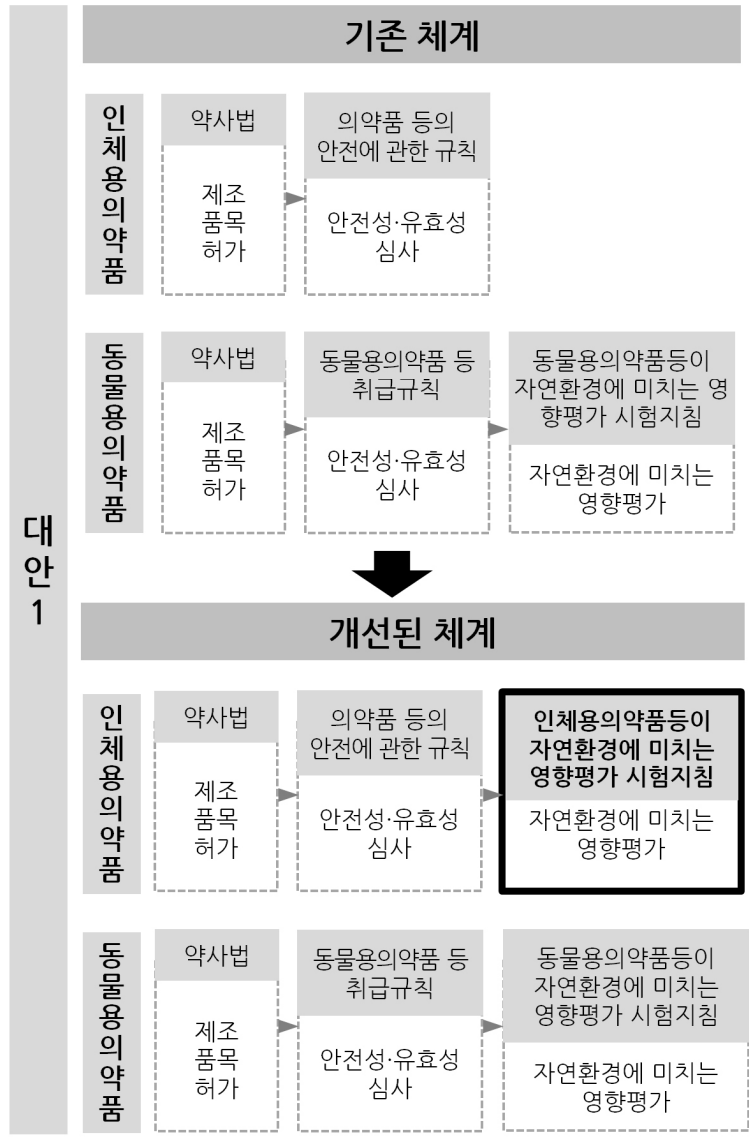 대
안
1
기존 체계
인
체
용
의
약
품
약사법
제조
품목
허가
의약품 등의
안전에 관한 규칙
안전성·유효성
심사
동
물
용
의
약
품
약사법
제조
품목
허가
동물용의약품 등
취급규칙
안전성·유효성
심사
동물용의약품등이
자연환경에 미치는 영
향평가 시험지침
자연환경에 미치는
영향평가
개선된 체계
인
체
용
의
약
품
약사법
제조
품목
허가
의약품 등의
안전에 관한 규칙
안전성·유효성
심사
인체용의약품등이
자연환경에 미치는
영향평가 시험지침
자연환경에 미치는
영향평가
동
물
용
의
약
품
약사법
제조
품목
허가
동물용의약품 등
취급규칙
안전성·유효성
심사
동물용의약품등이
자연환경에 미치는
영향평가 시험지침
자연환경에 미치는
영향평가